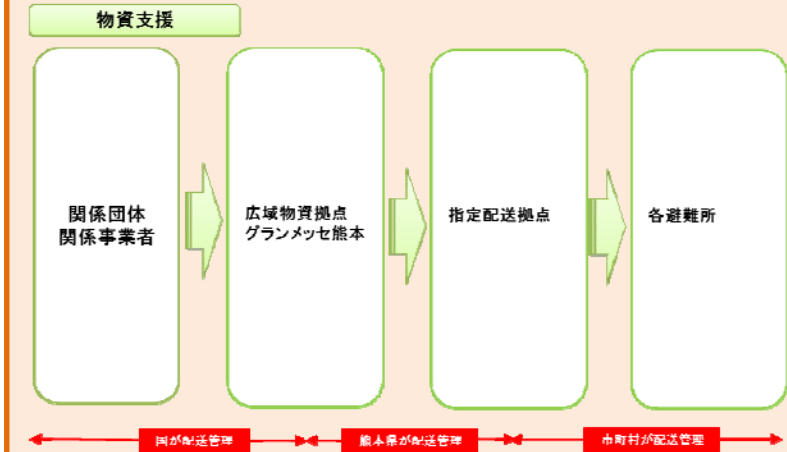 物資支援
関係団体
関係事業者
広域物資拠点
グランメッセ熊本
指定配送拠点
各避難所
国が配送管理
熊本県が配送管理
市町村が配送管理